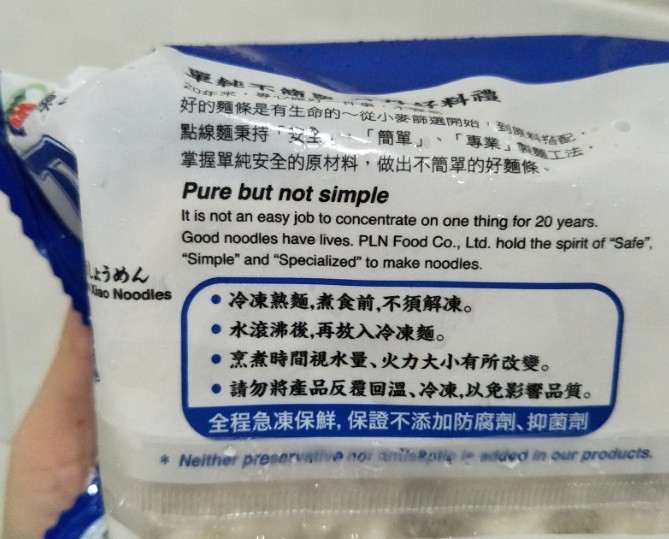 好的麵條是有生命的～從小麥篩選開始，到原料搭配，
點線麵秉持「安全」、「簡單」、「專業」製麵工法，
掌握單純安全的原材料，做出不簡單的好麵條、
Pure but not simple
It is not an easy job to concentrate on one thing for 20 years.
Good noodles have lives. PLN Food Co., Ltd. hold the spirit of “Safe”,
“Simple” and “Specialized” to make noodles.
しょうめん
Xiao Noodles
• 冷凍熟麵,煮食前,不須解凍。
• 水滾沸後,再放入冷凍麵。
• 烹煮時間視水量、火力大小有所改變。
• 請勿將產品反覆回溫、冷凍,以免影響品質。
全程急凍保鮮, 保證不添加防腐劑、抑菌劑
* Neither preservative nor antiseptic is added in our products.